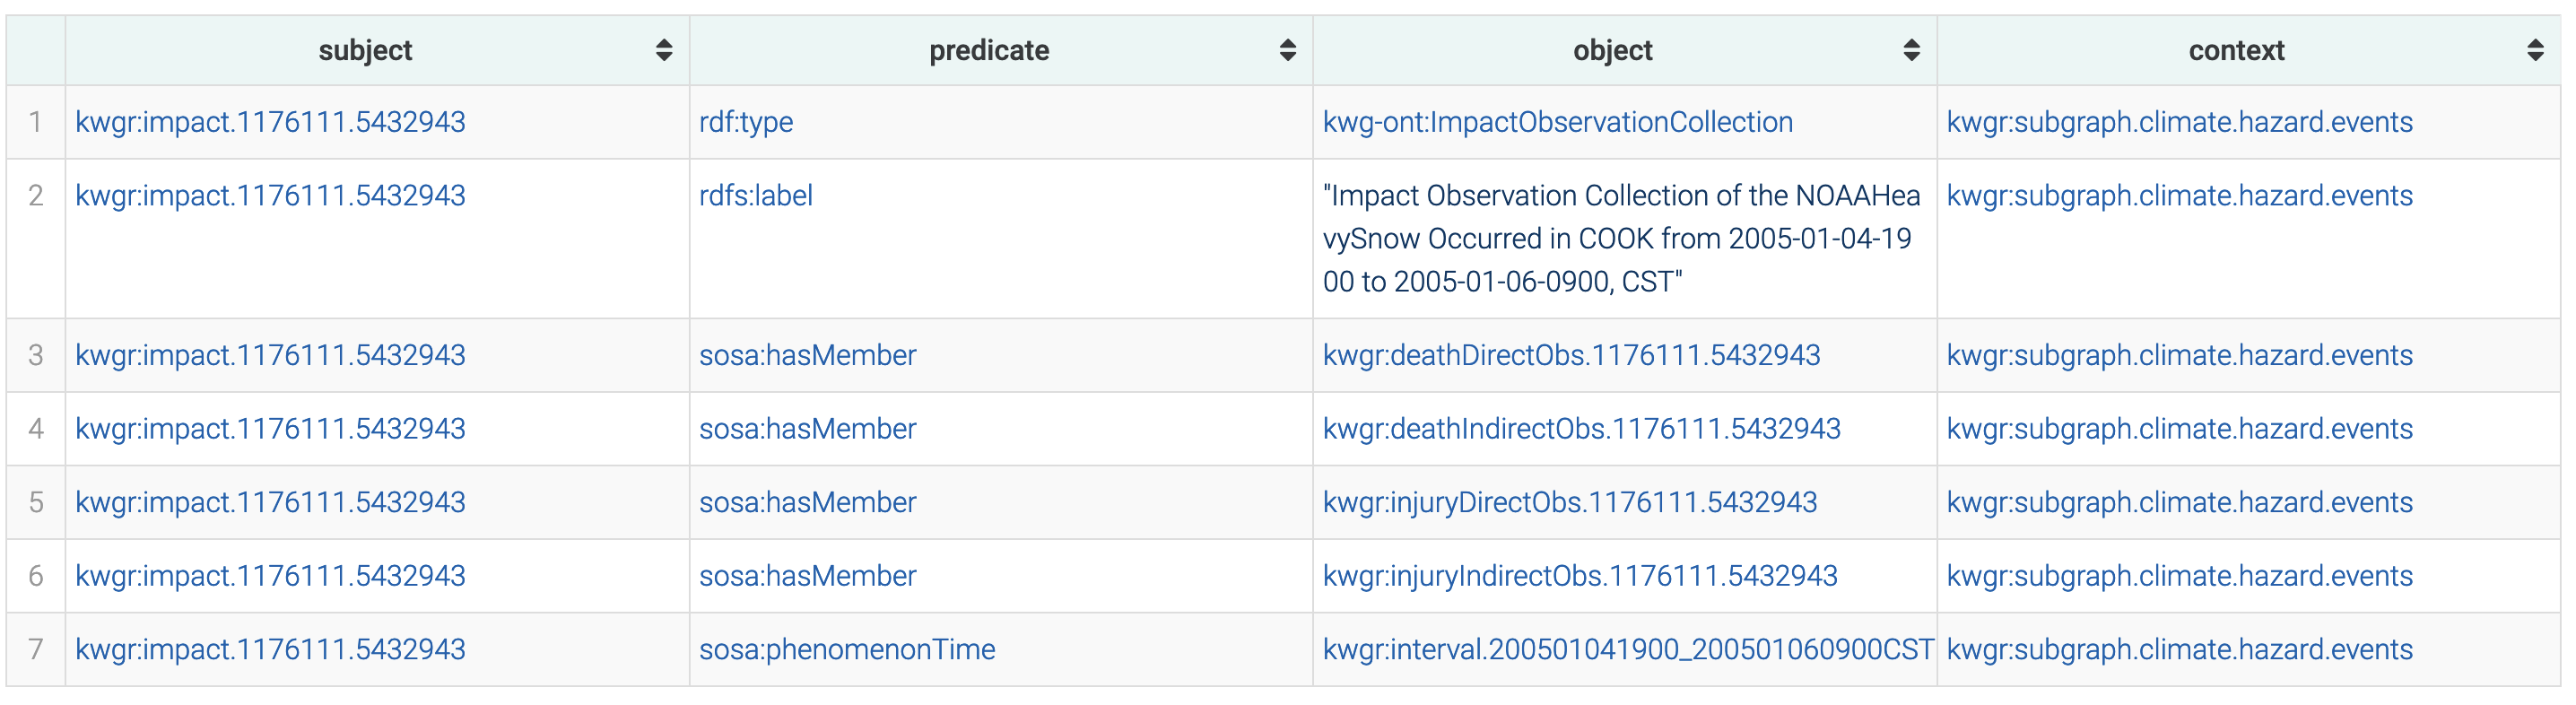 subject predicate object context
1 kwgr:impact.1176111.5432943 rdf:type kwg-ont:ImpactObservationCollection kwgr:subgraph.climate.hazard.events
2 kwgr:impact.1176111.5432943 rdfs:label "Impact Observation Collection of the NOAAHea kwgr:subgraph.climate.hazard.events
vySnow Occurred in COOK from 2005-01-04-19
00 to 2005-01-06-0900, CST"
3 kwgr:impact.1176111.5432943 sosa:hasMember kwgr:deathDirectObs.1176111.5432943 kwgr:subgraph.climate.hazard.events
4 kwgr:impact.1176111.5432943 sosa:hasMember kwgr:deathIndirectObs.1176111.5432943 kwgr:subgraph.climate.hazard.events
5 kwgr:impact.1176111.5432943 sosa:hasMember kwgr:injuryDirectObs.1176111.5432943 kwgr:subgraph.climate.hazard.events
6 kwgr:impact.1176111.5432943 sosa:hasMember kwgr:injuryIndirectObs.1176111.5432943 kwgr:subgraph.climate.hazard.events
7 kwgr:impact.1176111.5432943 sosa:phenomenonTime kwgr:interval.200501041900_200501060900CST kwgr:subgraph.climate.hazard.events